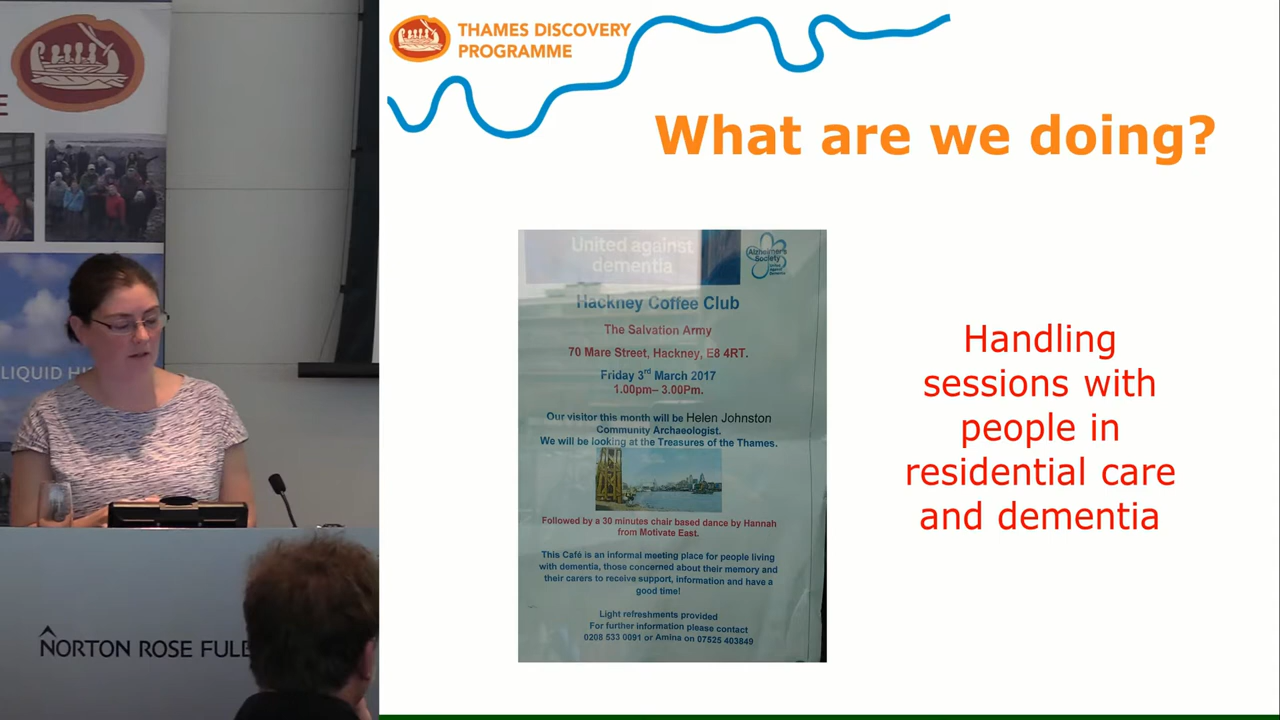 THAMES DISCOVERY
PROGRAMME
What are we doing?
United against
dementia
Alzheimer's
Society
Hackney Coffee Club
The Salvation Army
70 Mare Street, Hackney, E8 4RT.
Friday 3rd March 2017
1.00pm– 3.00Pm.
Our visitor this month will be Helen Johnston
Community Archaeologist.
We will be looking at the Treasures of the Thames.
Followed by a 30 minutes chair based dance by Hannah
from Motivate East.
This Café is an informal meeting place for people living
with dementia, those concerned about their memory and
their carers to receive support, information and have a
good time!
Light refreshments provided
For further information please contact
0208 533 0091 or Amina on 07525 403849
Handling
sessions with
people in
residential care
and dementia
E
LIQUID HI
NORTON ROSE FULB